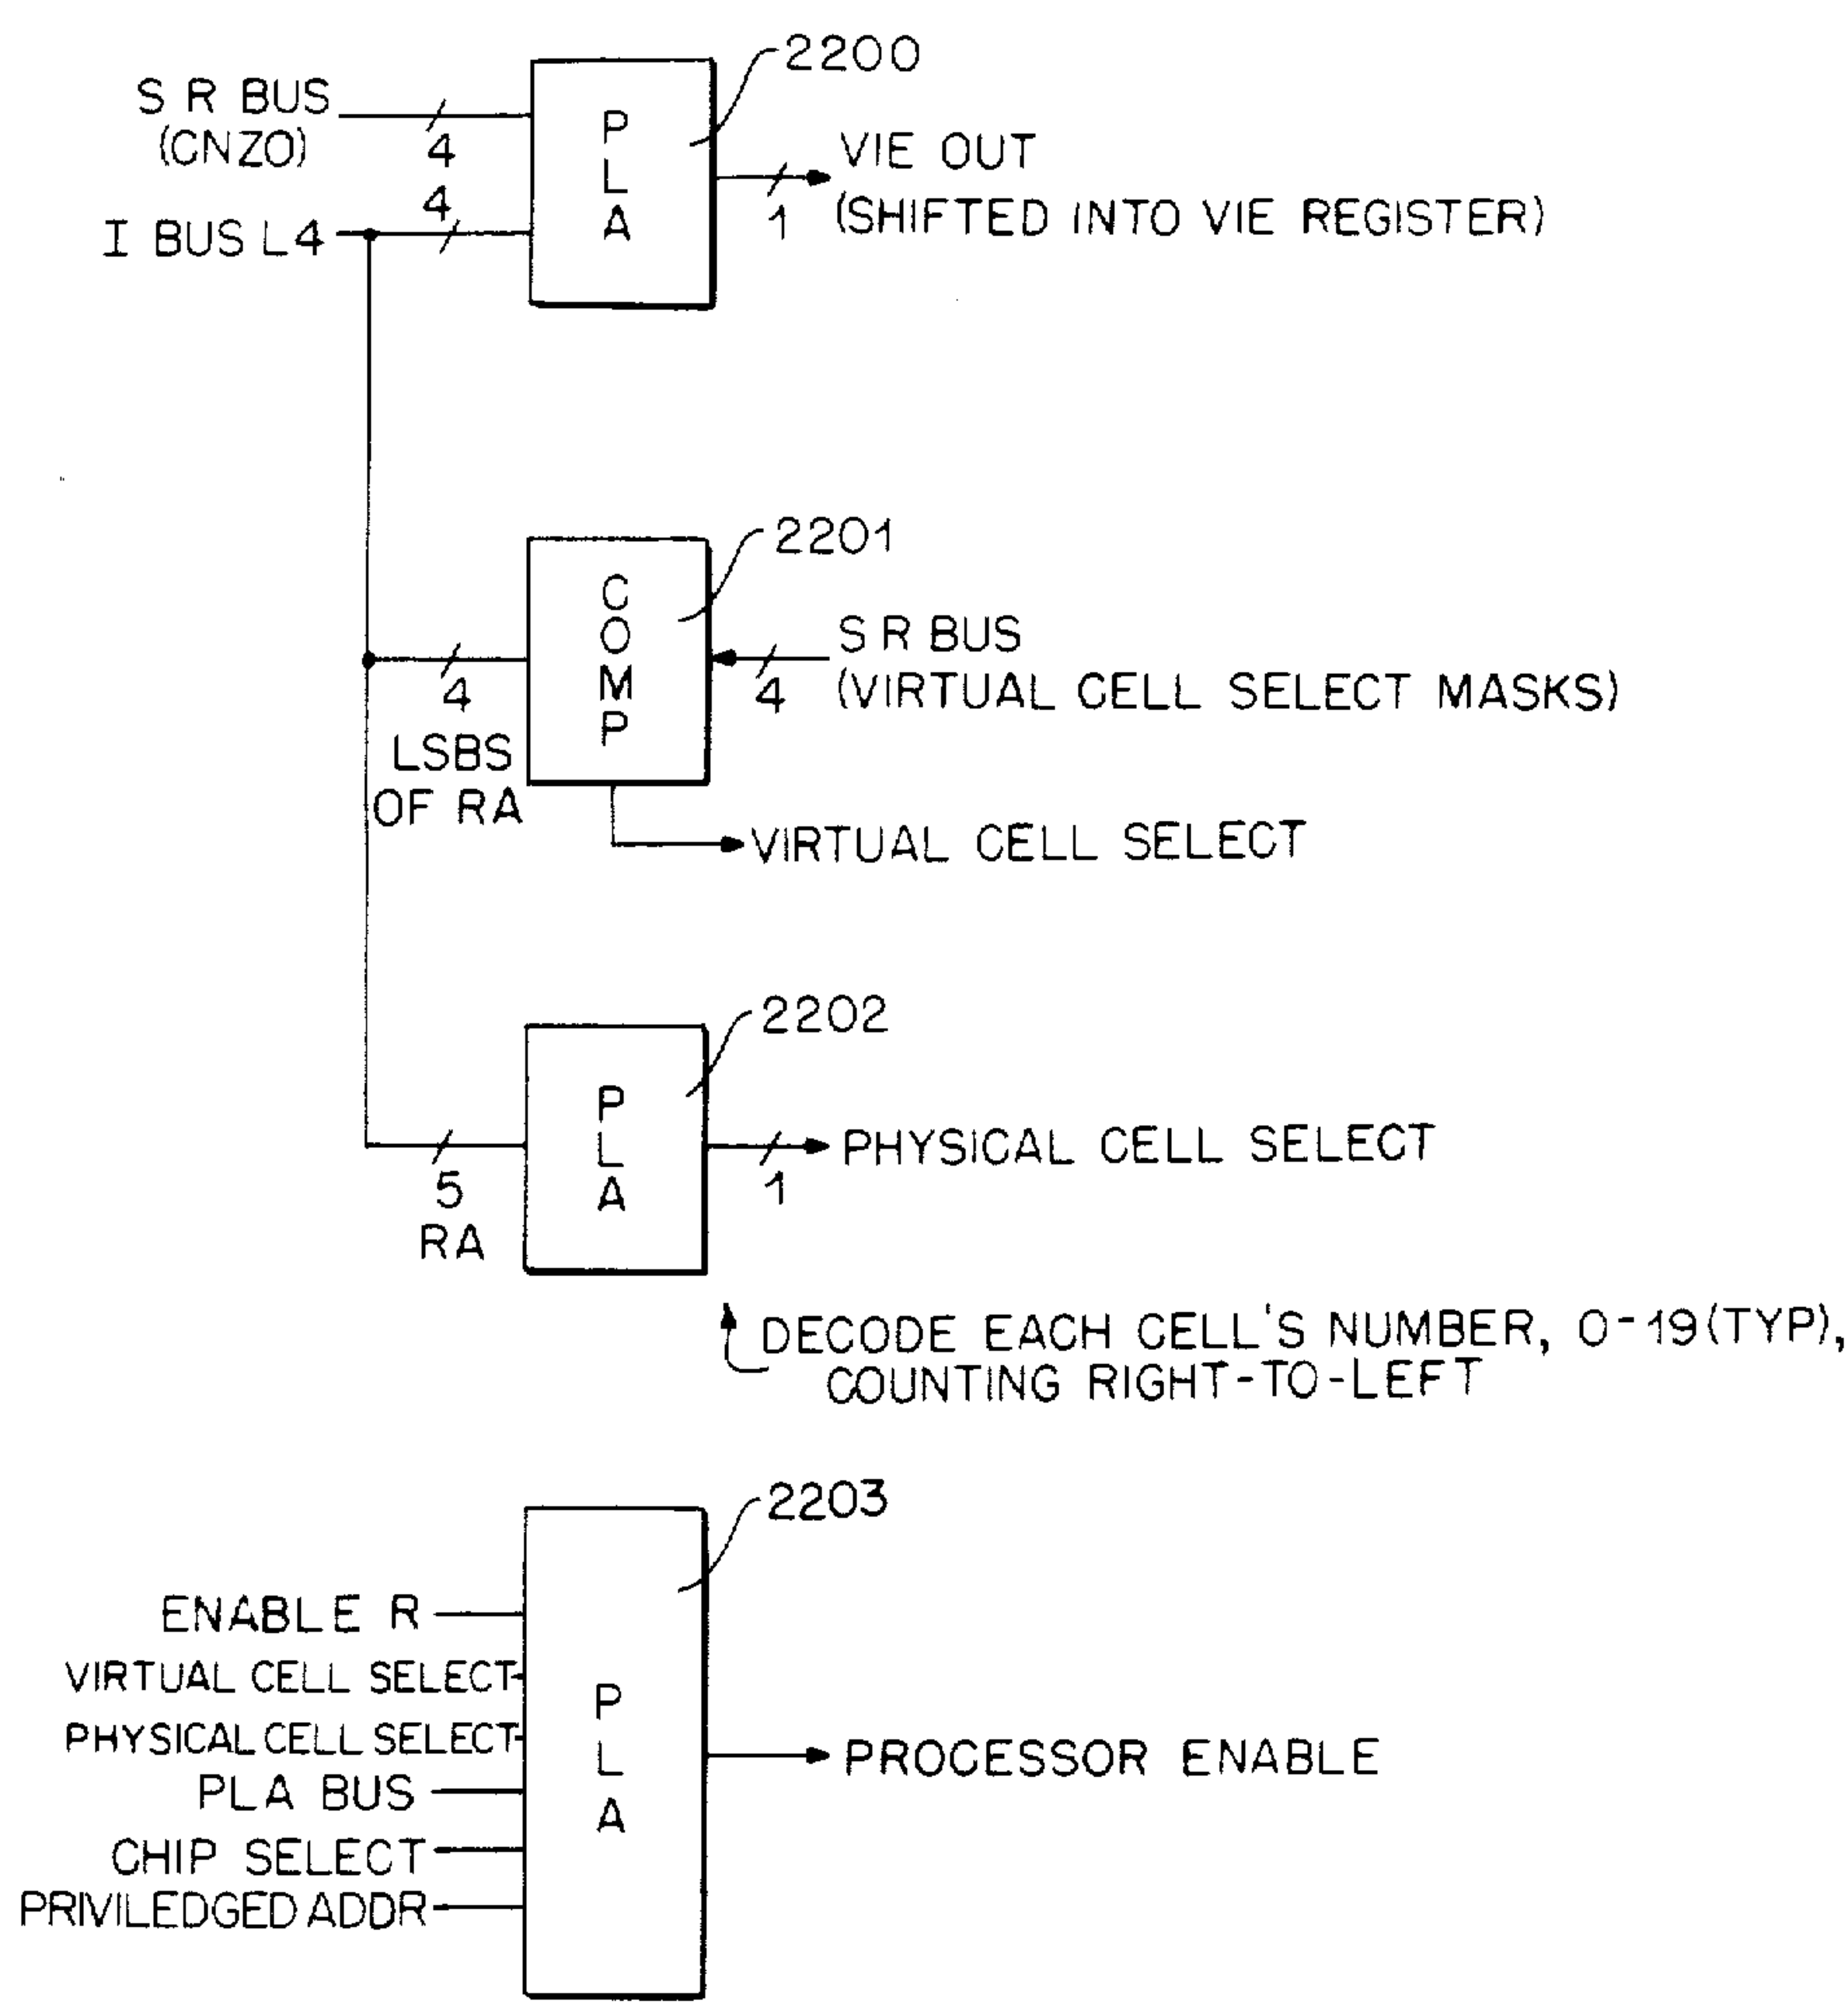 2200
S R BUS
(CNZO)
4
P
L
A
VIE OUT
1
(SHIFTED INTO VIE REGISTER)
I BUS L4
4
2201
C
O
M
P
S R BUS
4
(VIRTUAL CELL SELECT MASKS)
4
LSBS
OF RA
VIRTUAL CELL SELECT
2202
P
L
A
PHYSICAL CELL SELECT
1
5
RA
DECODE EACH CELL'S NUMBER, 0-19 (TYP),
COUNTING RIGHT-TO-LEFT
2203
ENABLE R
VIRTUAL CELL SELECT
PHYSICAL CELL SELECT
PLA BUS
CHIP SELECT
PRIVILEDGED ADDR
P
L
A
PROCESSOR ENABLE